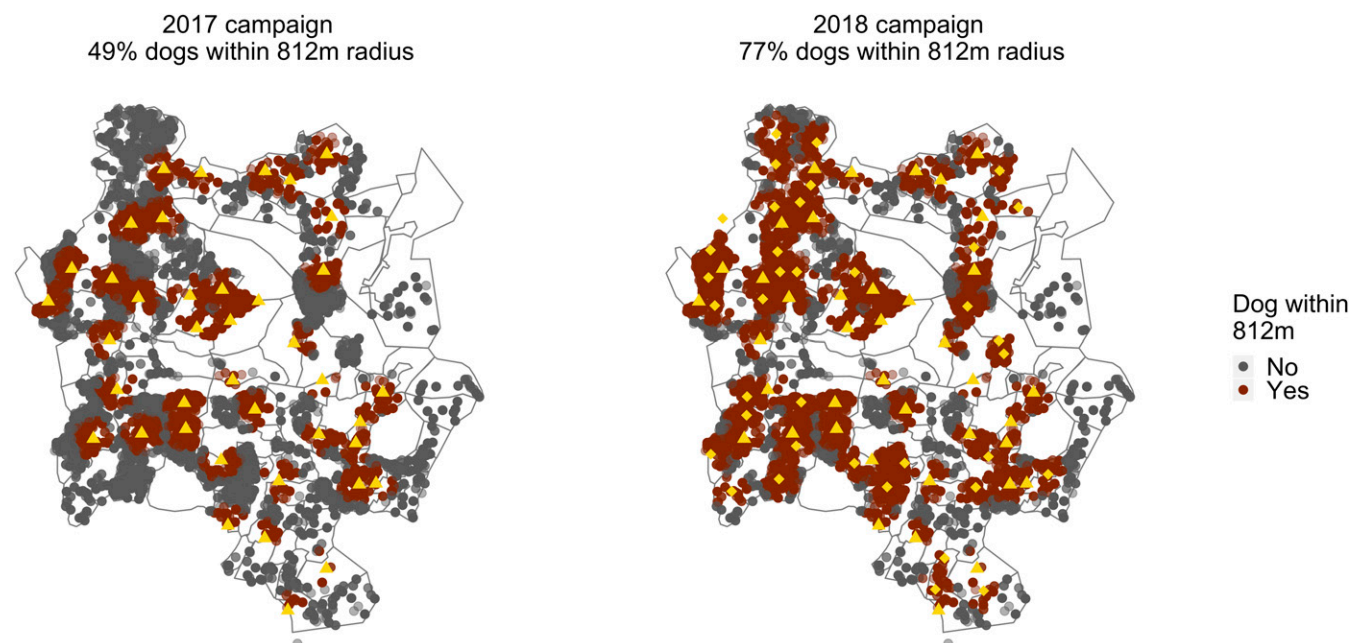 2017 campaign
49% dogs within 812m radius
2018 campaign
77% dogs within 812m radius
Dog within
812m
No
Yes